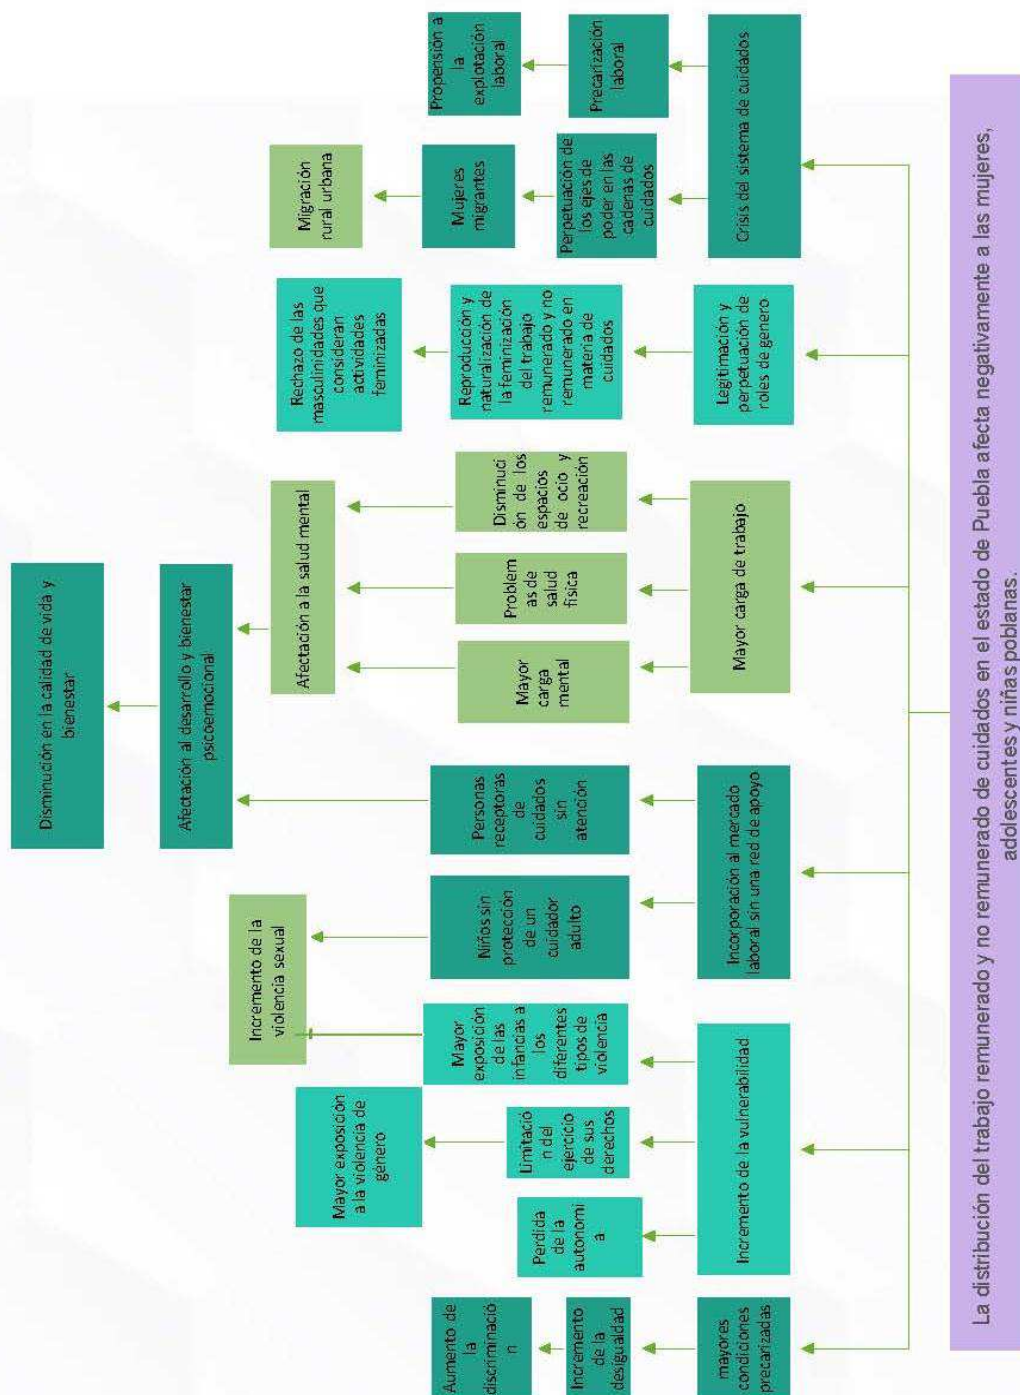 Disminución en la calidad de vida y
bienestar
Afectación al desarrollo y bienestar
psicoemocional
Incremento de la
violencia sexual
Afectación a la salud mental
Migración
rural urbana
Mayor exposición
a la violencia de
género
Rechazo de las
masculinidades que
consideran
actividades
feminizadas
Aumento de
la
discriminació
n
Incremento
de la
desigualdad
mayores
condiciones
precarizadas
Perdida
de la
autonomí
a
Limitació
n del
ejercicio
de sus
derechos
Mayor
exposición
de las
infancias a
los
diferentes
tipos de
violencia
Incremento de la vulnerabilidad
Niños sin
protección
de un
cuidador
adulto
Personas
receptoras
de
cuidados
sin
atención
Incorporación al mercado
laboral sin una red de apoyo
Mayor
carga
mental
Problem
as de
salud
física
Disminuci
ón de los
espacios
de ocio y
recreación
Mayor carga de trabajo
Reproducción y
naturalización de
la feminización
del trabajo
remunerado y no
remunerado en
materia de
cuidados
Legitimación y
perpetuación de
roles de genero
Mujeres
migrantes
Perpetuación de
los ejes de
poder en las
cadenas de
cuidados
Propensión a
la
explotación
laboral
Precarización
laboral
Crisis del sistema de cuidados
La distribución del trabajo remunerado y no remunerado de cuidados en el estado de Puebla afecta negativamente a las mujeres,
adolescentes y niñas poblanas.